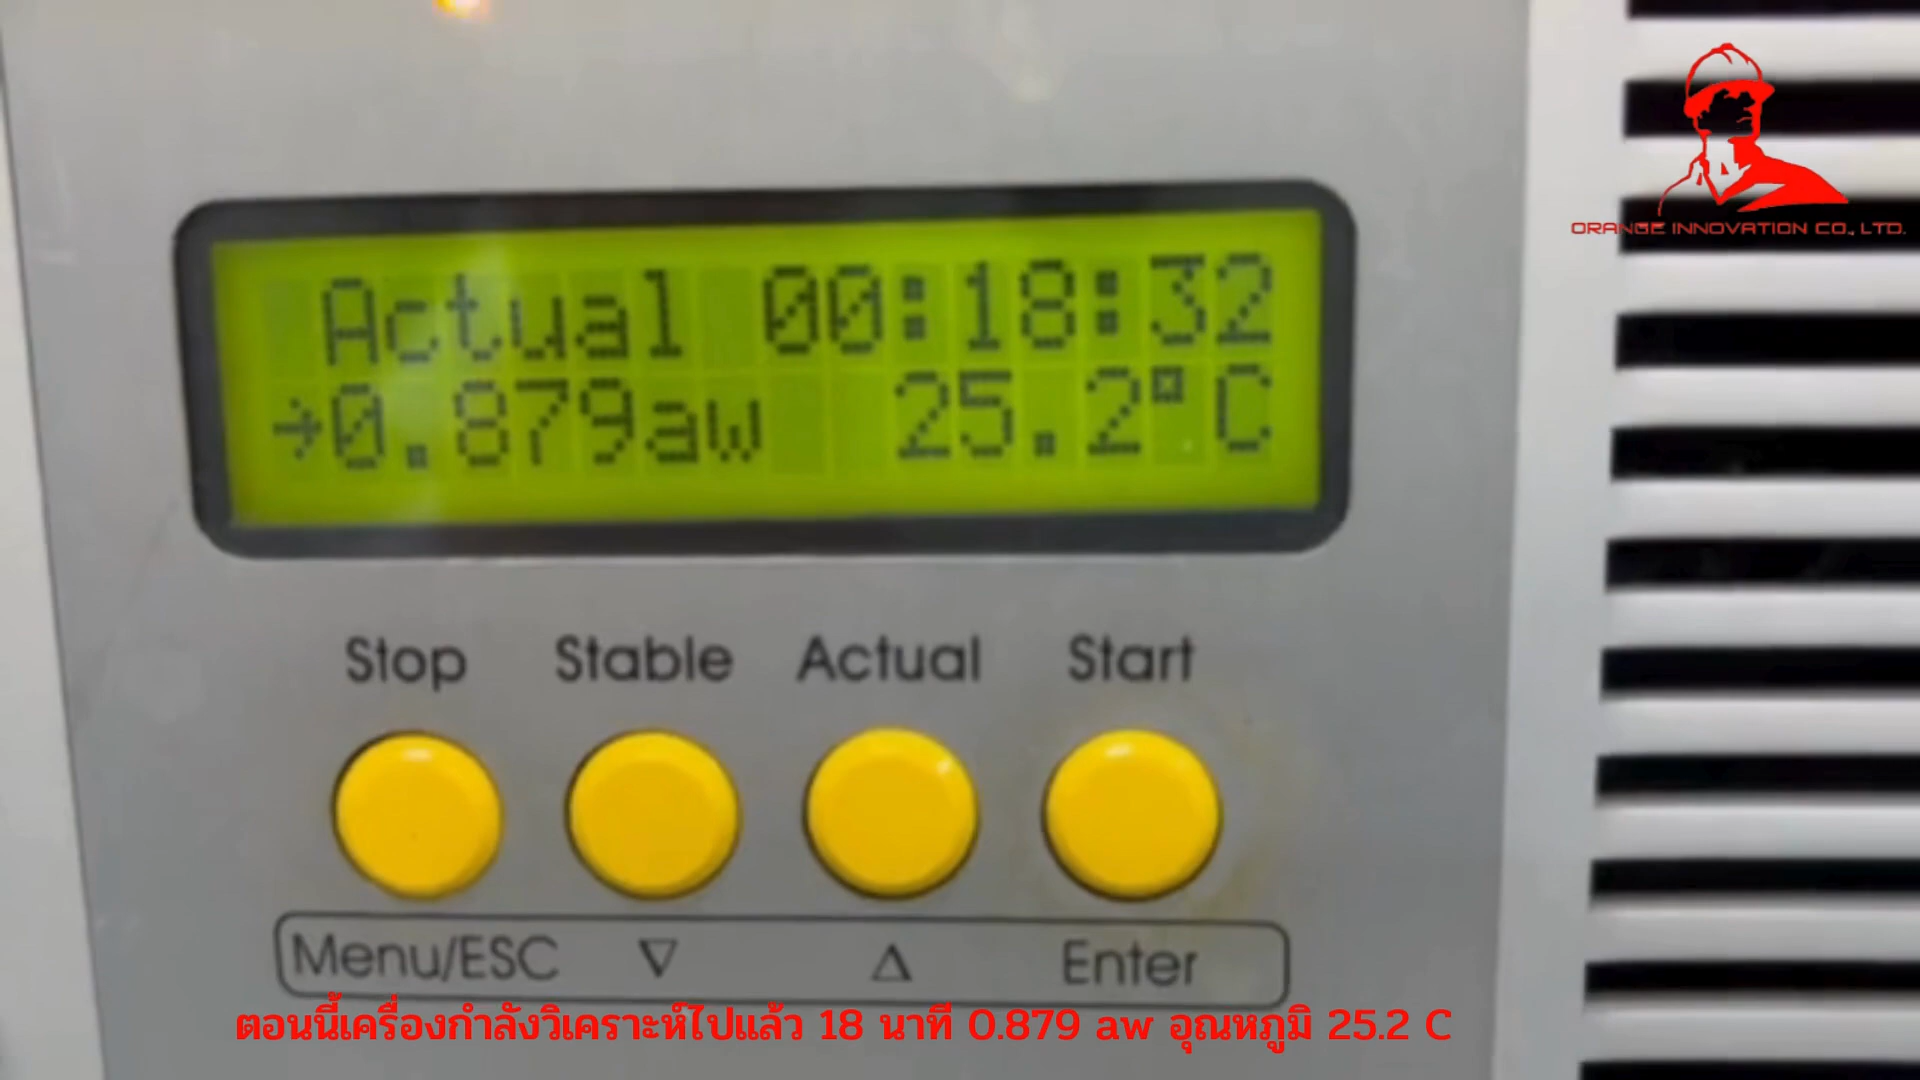 ORANGE INNOVATION CO., LTD.
Actual 00:18:32
→0.879aw 25.2°C
Stop Stable Actual Start
Menu/ESC ▽ △ Enter
ตอนนี้เครื่องกำลังวิเคราะห์ไปแล้ว 18 นาที 0.879 aw อุณหภูมิ 25.2 C